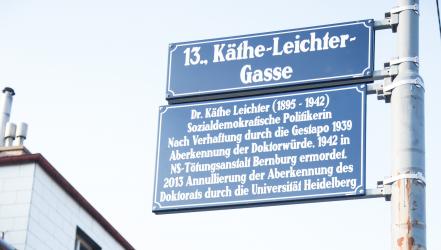 13., Käthe-Leichter-
Gasse
Dr. Käthe Leichter (1895 - 1942)
Sozialdemokratische Politikerin
Nach Verhaftung durch die Gestapo 1939
Aberkennung der Doktorwürde, 1942 in
NS-Tötungsanstalt Bernburg ermordet.
2013 Annullierung der Aberkennung des
Doktorats durch die Universität Heidelberg